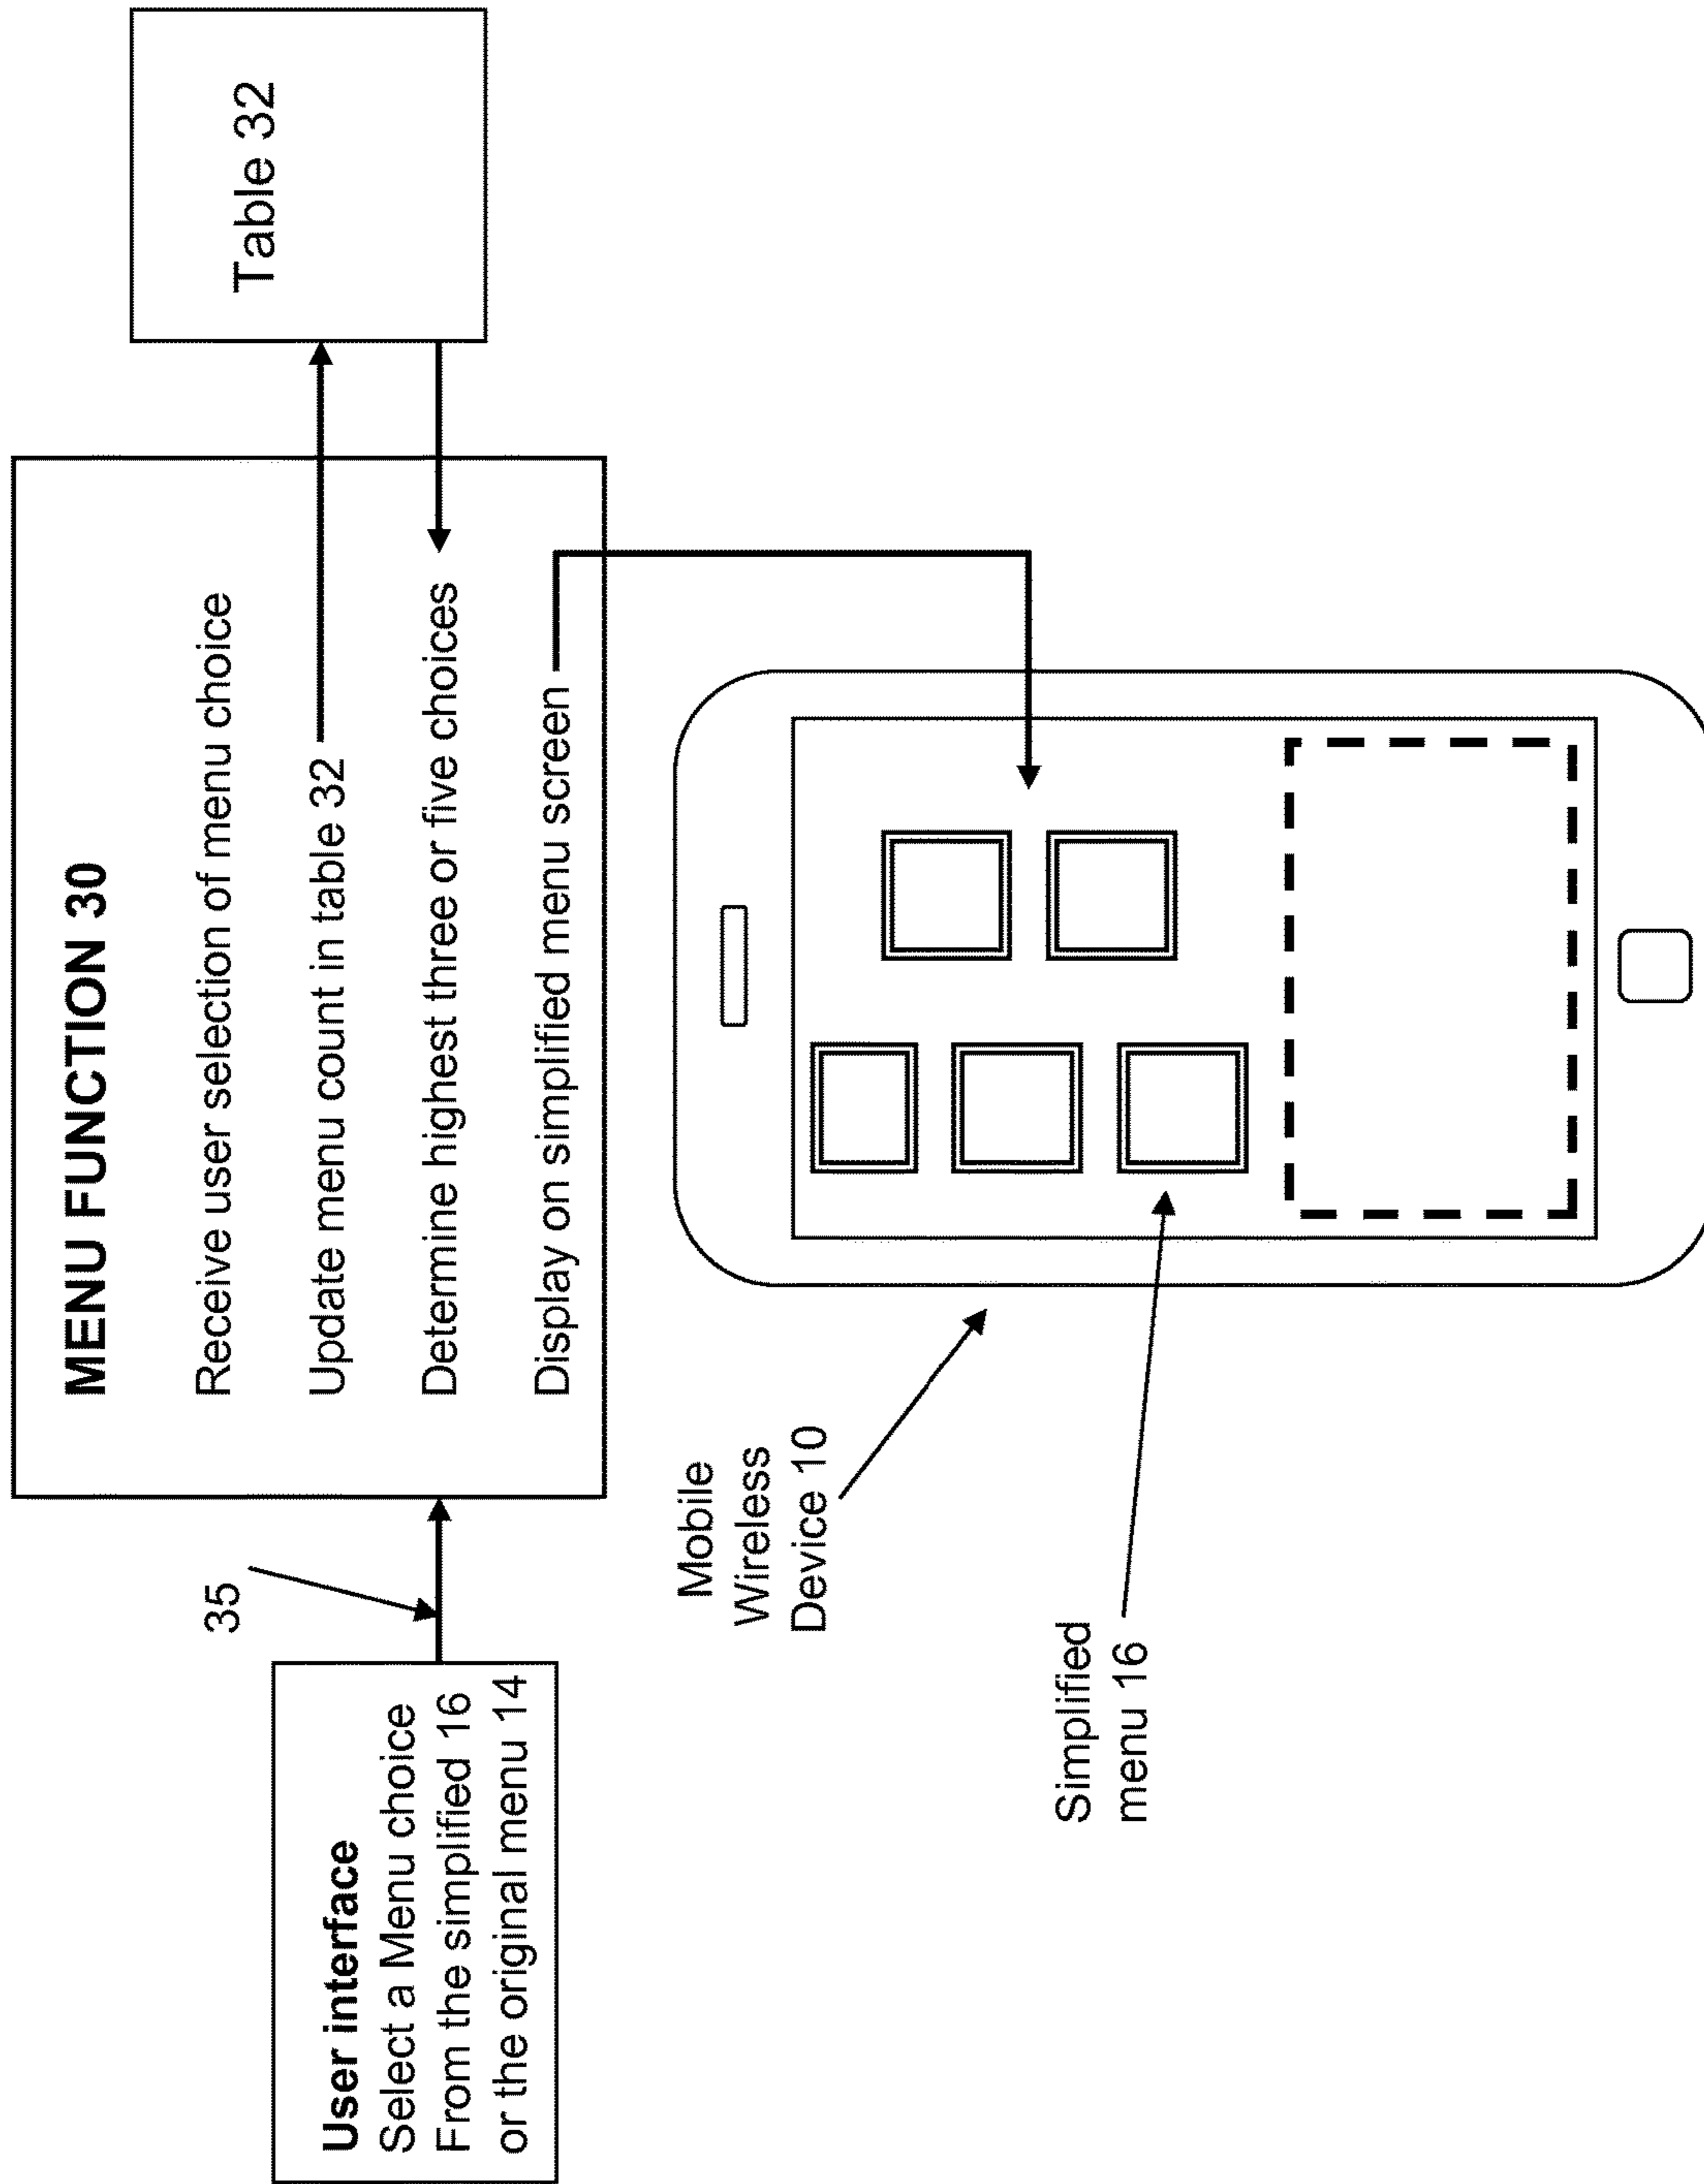 User interface
Select a Menu choice
From the simplified 16
or the original menu 14
35
MENU FUNCTION 30
Receive user selection of menu choice
Update menu count in table 32
Determine highest three or five choices
Display on simplified menu screen
Table 32
Mobile
Wireless
Device 10
Simplified
menu 16